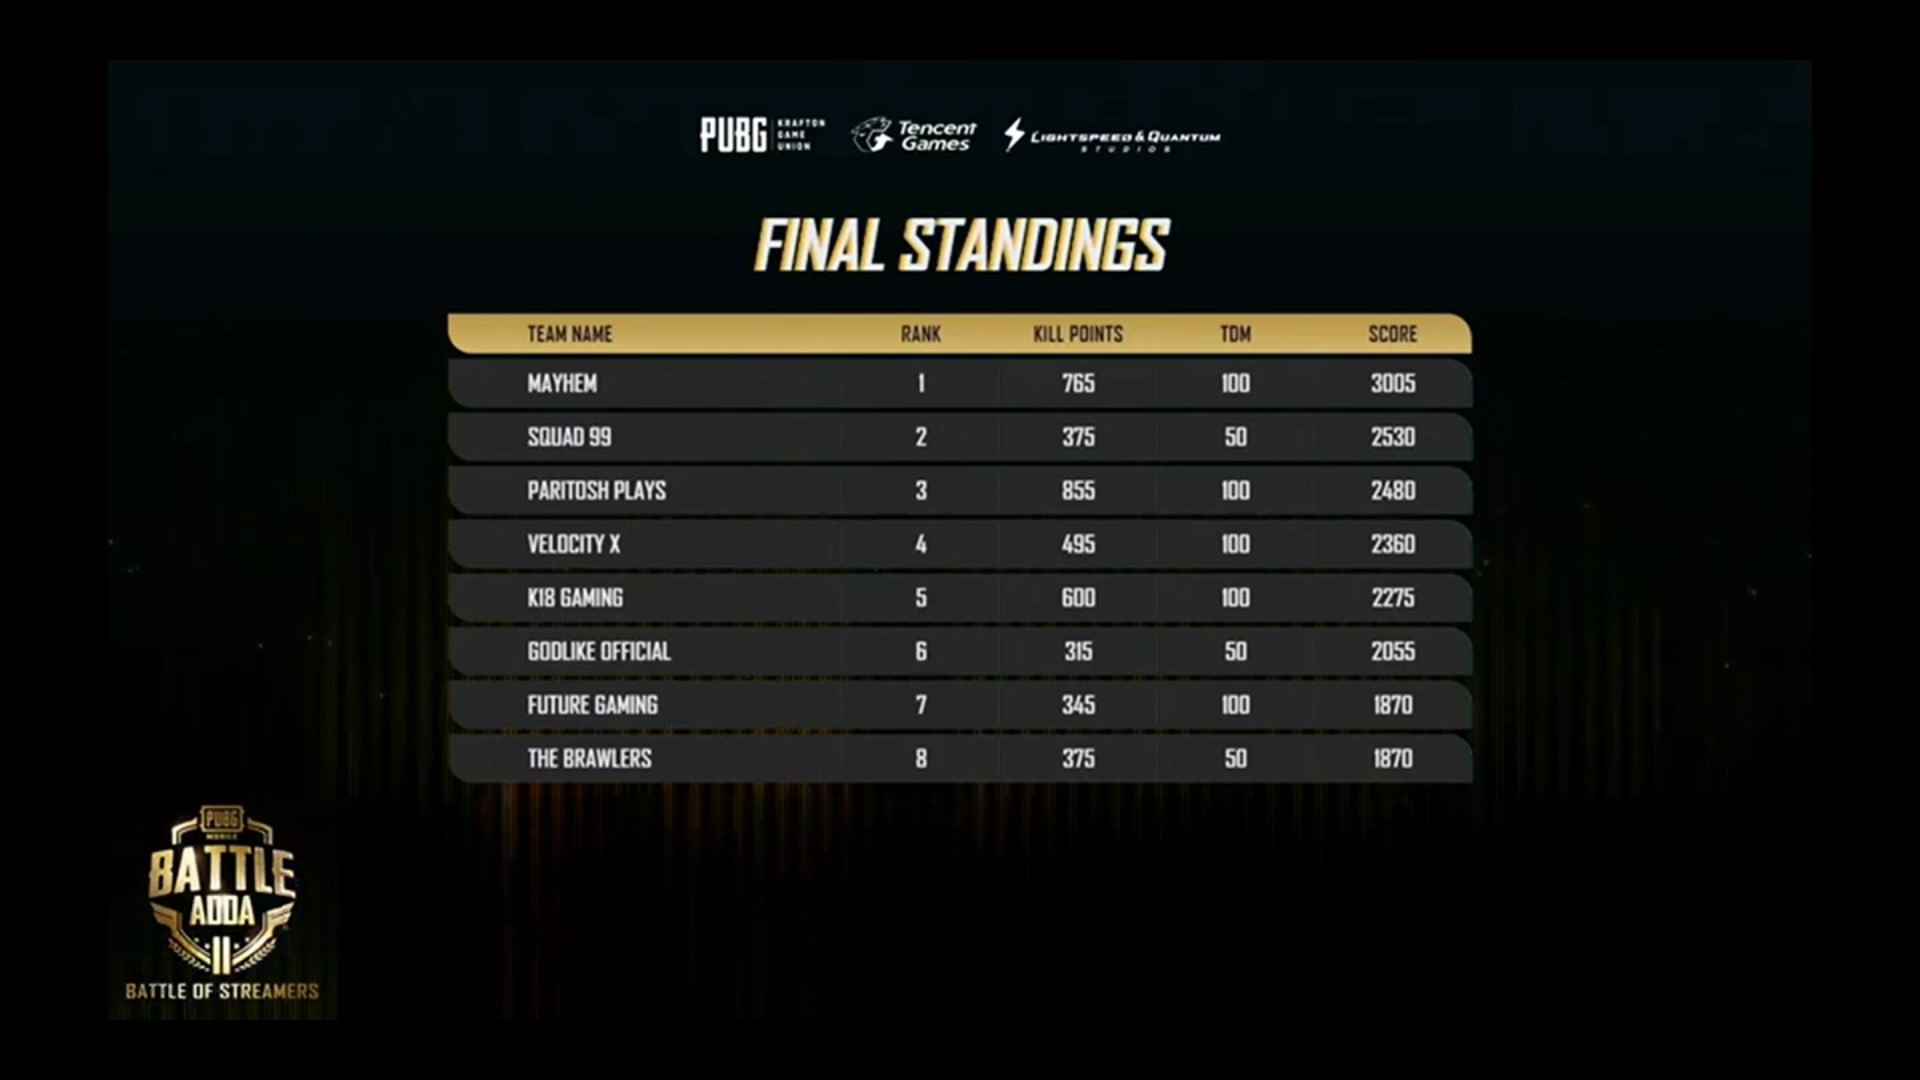 PUBG KRAFTON GAME UNION Tencent Games LIGHTSPEED & QUANTUM STUDIOS
FINAL STANDINGS
TEAM NAME RANK KILL POINTS TDM SCORE
MAYHEM 1 765 100 3005
SQUAD 99 2 375 50 2530
PARITOSH PLAYS 3 855 100 2480
VELOCITY X 4 495 100 2360
K18 GAMING 5 600 100 2275
GODLIKE OFFICIAL 6 315 50 2055
FUTURE GAMING 7 345 100 1870
THE BRAWLERS 8 375 50 1870
PUBG
MOBILE
BATTLE
ADDA
II
BATTLE OF STREAMERS